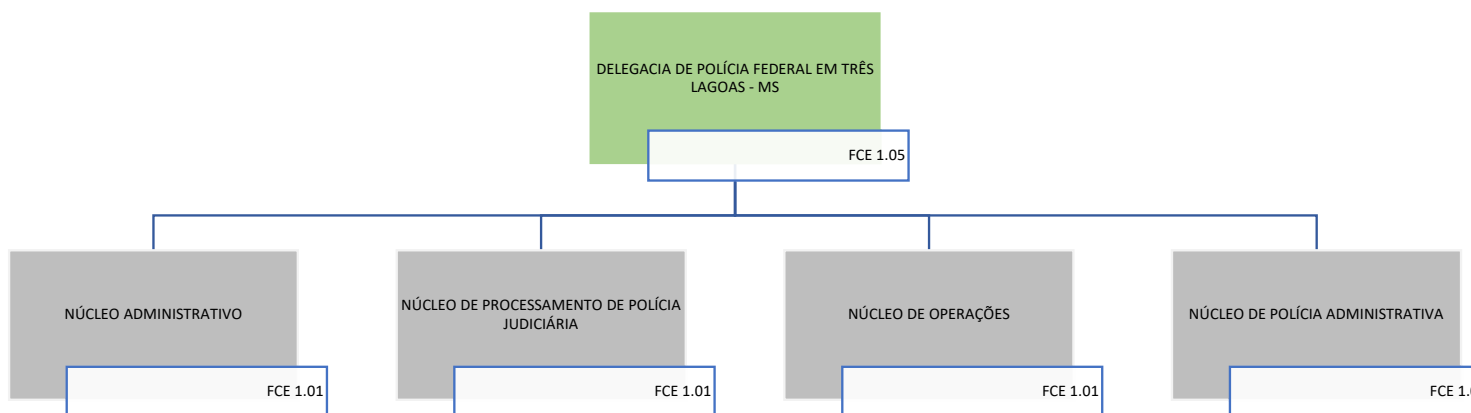 DELEGACIA DE POLÍCIA FEDERAL EM TRÊS
LAGOAS - MS
FCE 1.05
NÚCLEO ADMINISTRATIVO
FCE 1.01
NÚCLEO DE PROCESSAMENTO DE POLÍCIA
JUDICIÁRIA
FCE 1.01
NÚCLEO DE OPERAÇÕES
FCE 1.01
NÚCLEO DE POLÍCIA ADMINISTRATIVA
FCE